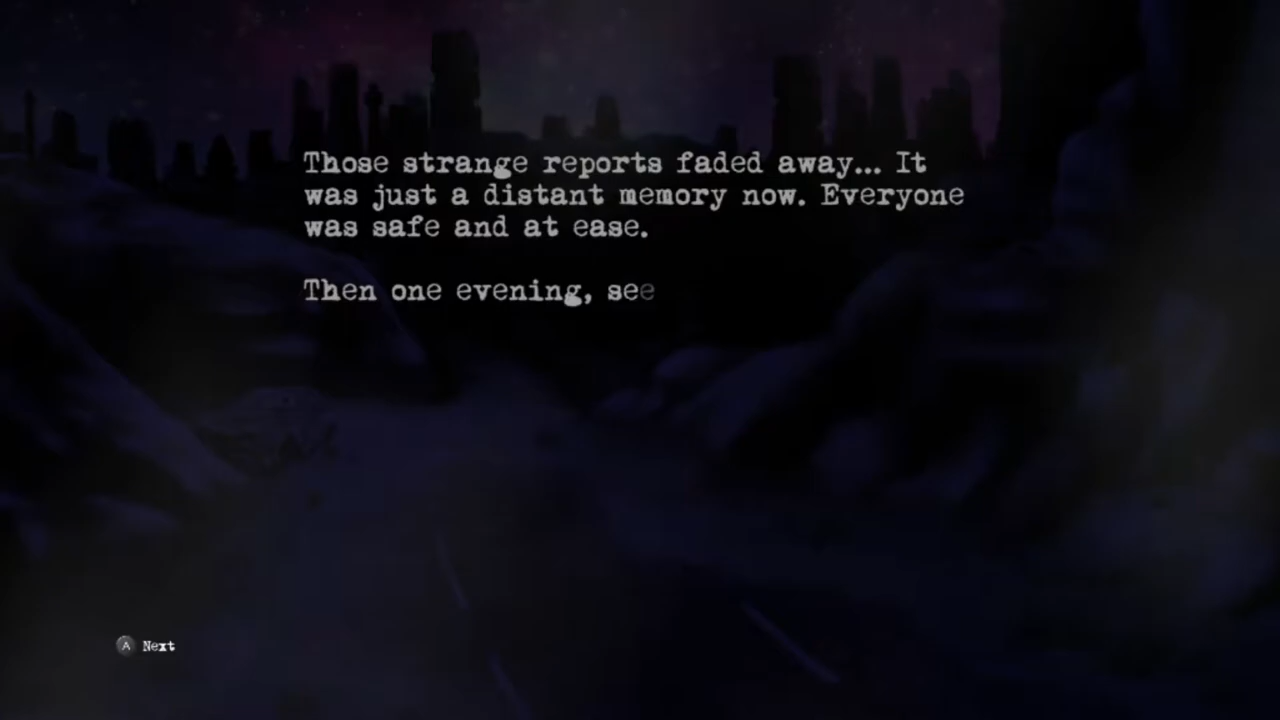 Those strange reports faded away... It
was just a distant memory now. Everyone
was safe and at ease.
Then one evening, see
A Next